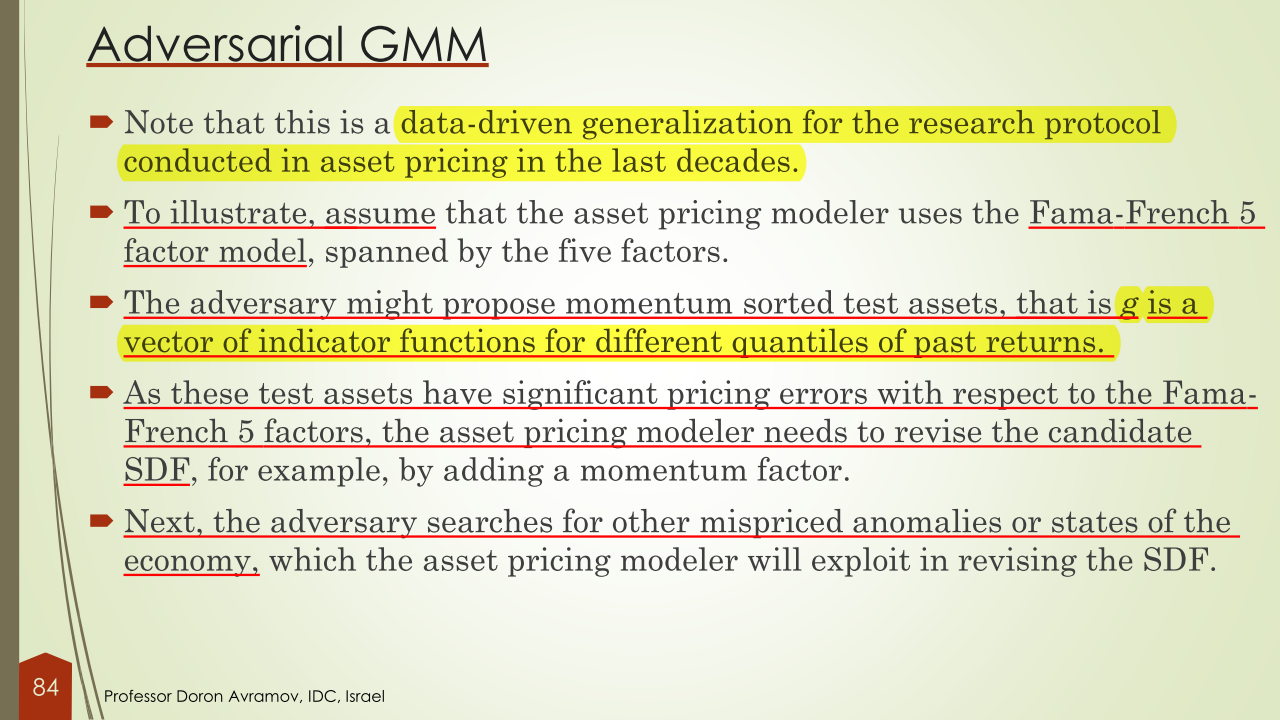 Adversarial GMM
Note that this is a data-driven generalization for the research protocol
conducted in asset pricing in the last decades.
To illustrate, assume that the asset pricing modeler uses the Fama-French 5
factor model, spanned by the five factors.
The adversary might propose momentum sorted test assets, that is g is a
vector of indicator functions for different quantiles of past returns.
As these test assets have significant pricing errors with respect to the Fama-
French 5 factors, the asset pricing modeler needs to revise the candidate
SDF, for example, by adding a momentum factor.
Next, the adversary searches for other mispriced anomalies or states of the
economy, which the asset pricing modeler will exploit in revising the SDF.
84
Professor Doron Avramov, IDC, Israel